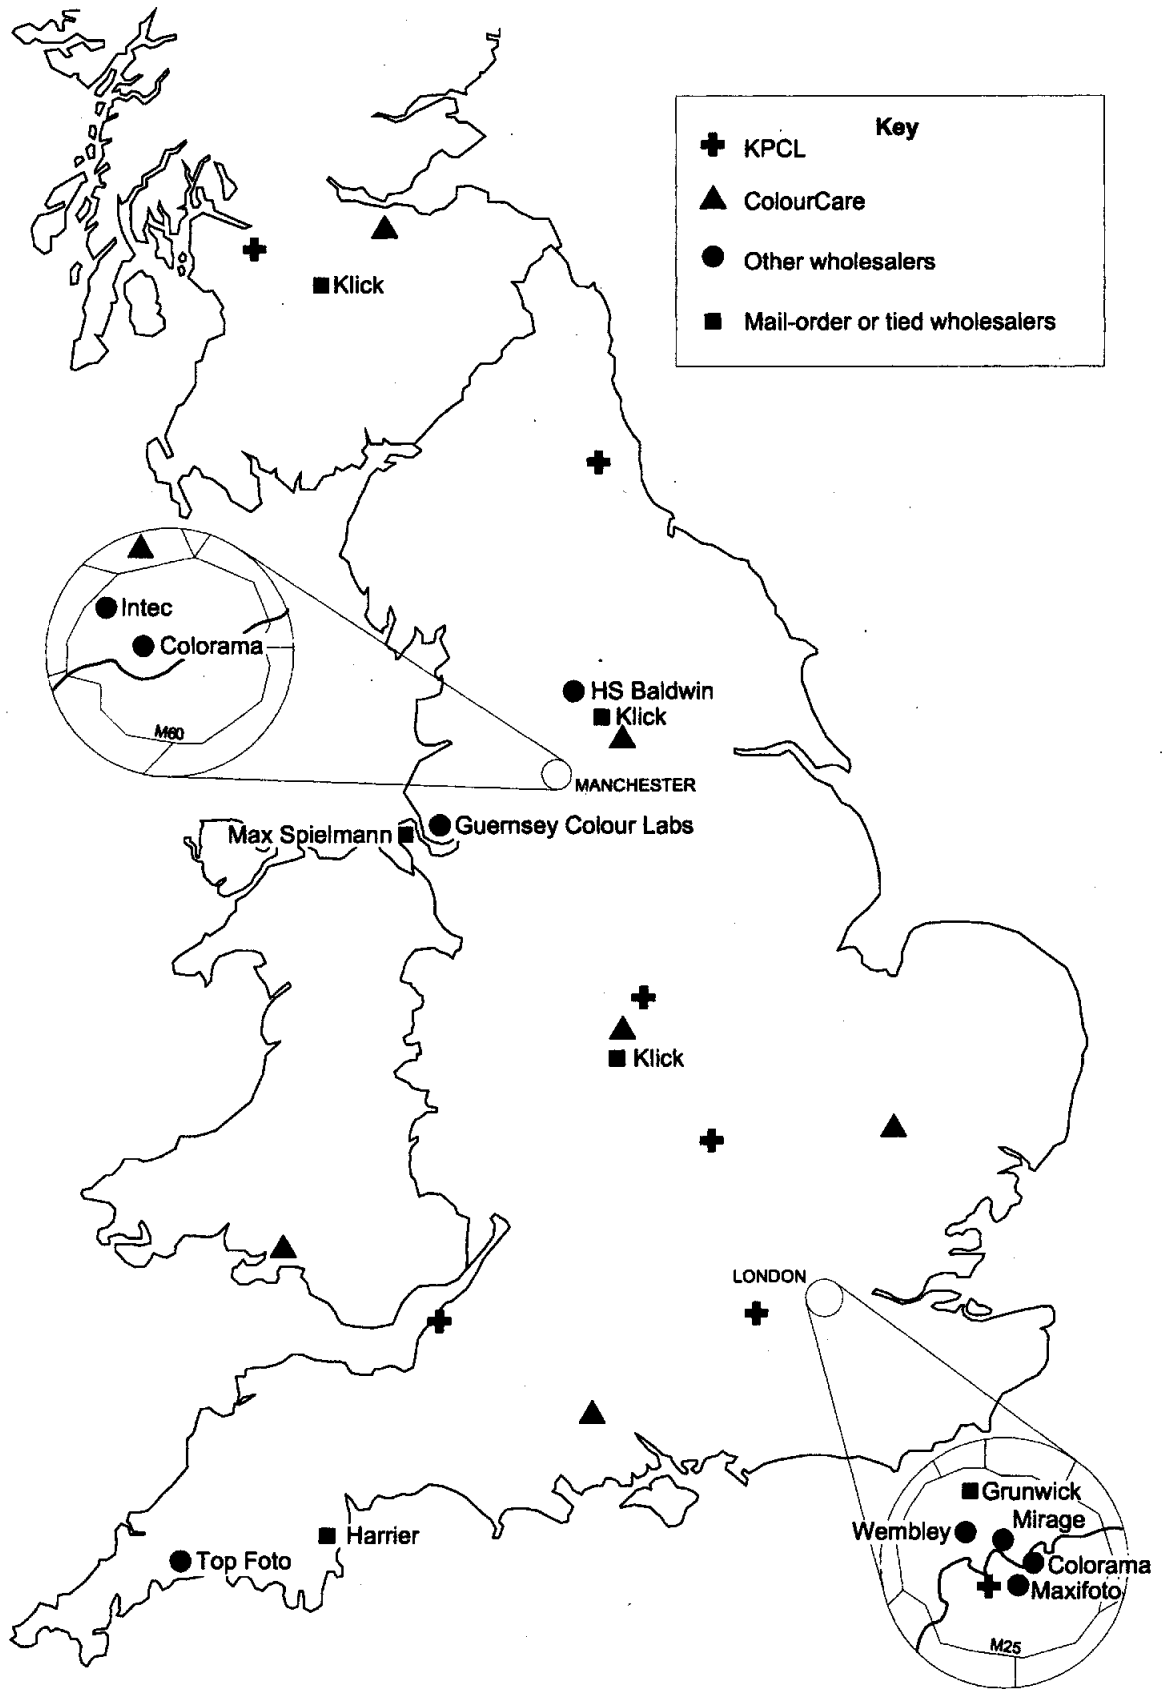 Key
KPCL
ColourCare
Other wholesalers
Mail-order or tied wholesalers
Klick
Intec
Colorama
M60
HS Baldwin
Klick
MANCHESTER
Max Spielmann
Guernsey Colour Labs
Klick
LONDON
Grunwick
Mirage
Wembley
Colorama
Maxifoto
M25
Harrier
Top Foto